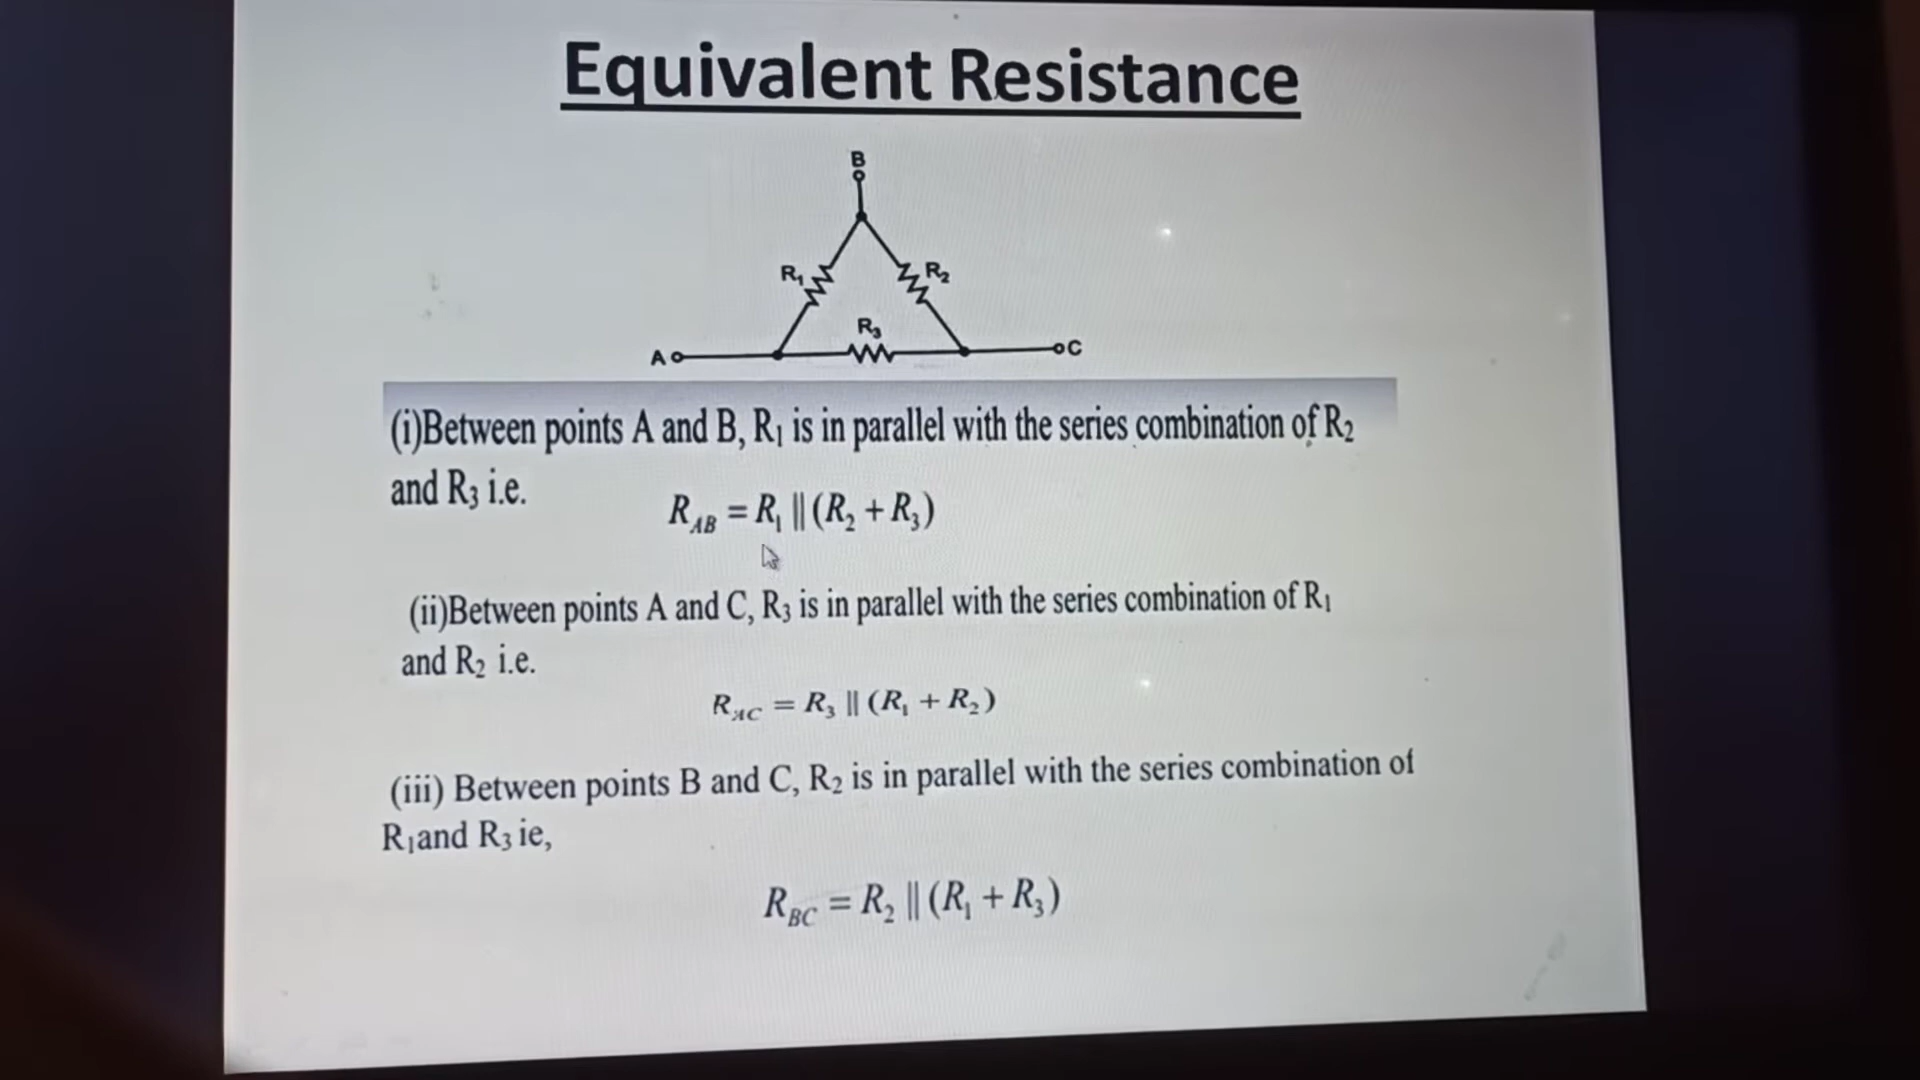 Equivalent Resistance
B
R₁
R₂
R₃
A
C
(i)Between points A and B, R₁ is in parallel with the series combination of R₂
and R₃ i.e.
R_AB = R₁ || (R₂ + R₃)
(ii)Between points A and C, R₃ is in parallel with the series combination of R₁
and R₂ i.e.
R_AC = R₃ || (R₁ + R₂)
(iii) Between points B and C, R₂ is in parallel with the series combination of
R₁and R₃ ie,
R_BC = R₂ || (R₁ + R₃)